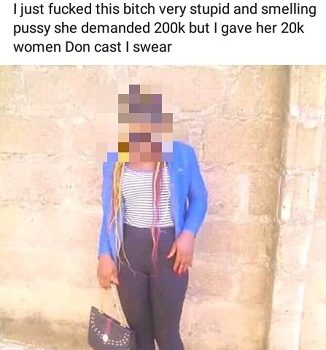 I just fucked this bitch very stupid and smelling
pussy she demanded 200k but I gave her 20k
women Don cast I swear